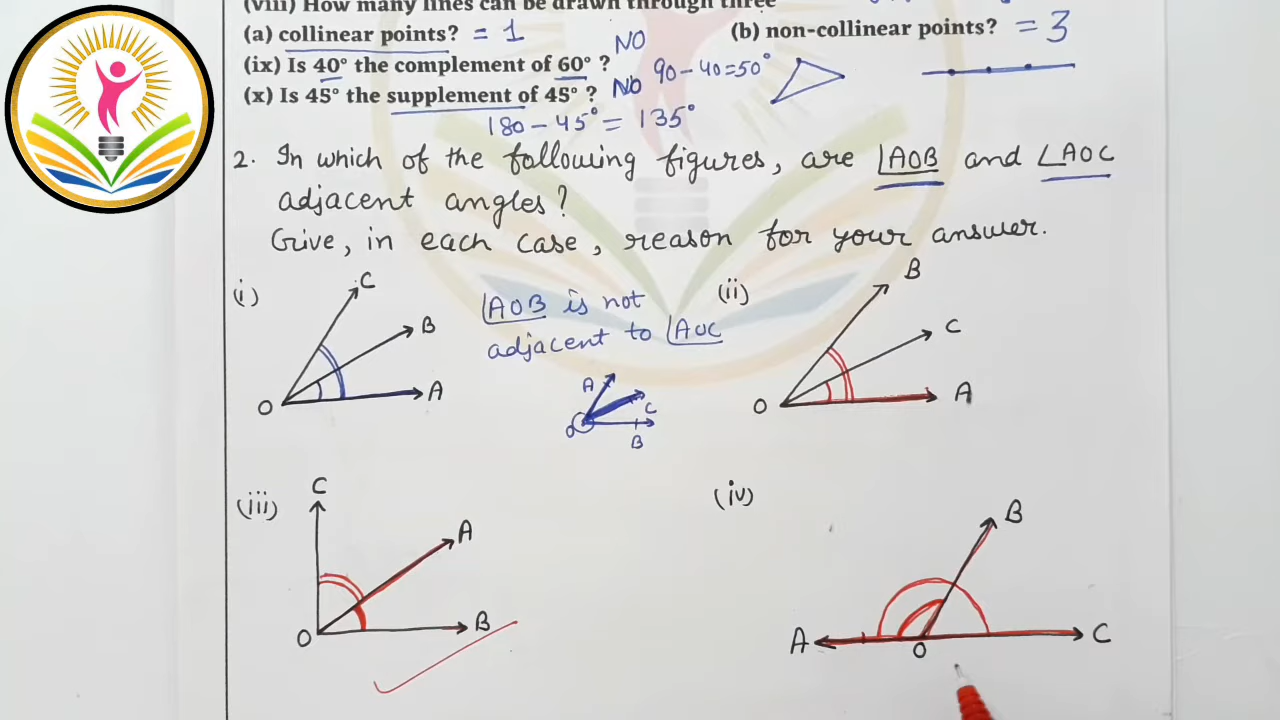 (viii) How many lines can be drawn through three
(a) collinear points? = 1
(b) non-collinear points? = 3
(ix) Is 40° the complement of 60° ? NO 90 - 40 = 50°
(x) Is 45° the supplement of 45° ? NO
180 - 45° = 135°
2. In which of the following figures, are ∠AOB and ∠AOC
adjacent angles?
Give, in each case, reason for your answer.
(i)
C
B
A
O
∠AOB is not
adjacent to ∠AOC
A
C
B
O
(ii)
B
C
A
O
(iii)
C
A
B
O
(iv)
B
A
O
C